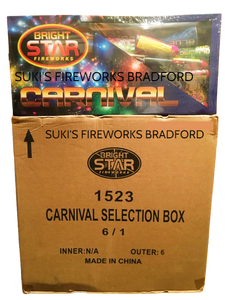 BRIGHT
STAR
FIREWORKS
SUKI'S FIREWORKS BRADFORD
CARNIVAL
SUKI'S FIREWORKS BRADFORD
BRIGHT
STAR
FIREWORKS
1523
CARNIVAL SELECTION BOX
6 / 1
INNER:N/A OUTER: 6
MADE IN CHINA